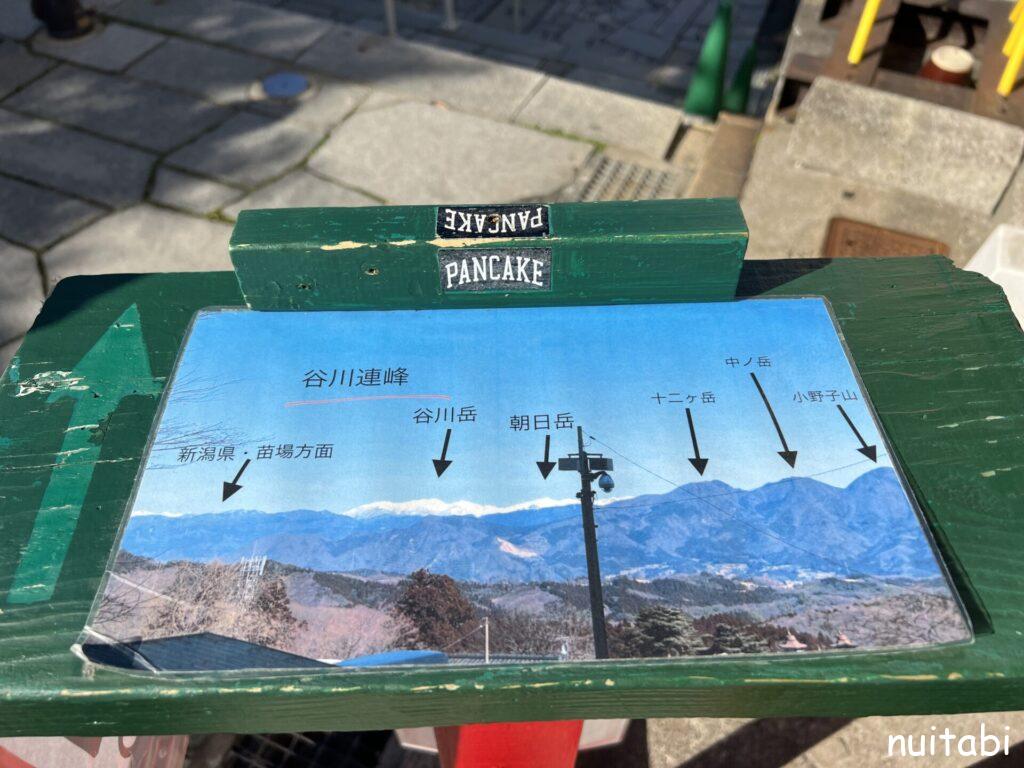 PANCAKE
PANCAKE
谷川連峰
中ノ岳
小野子山
十二ヶ岳
谷川岳
朝日岳
新潟県・苗場方面
nuitabi